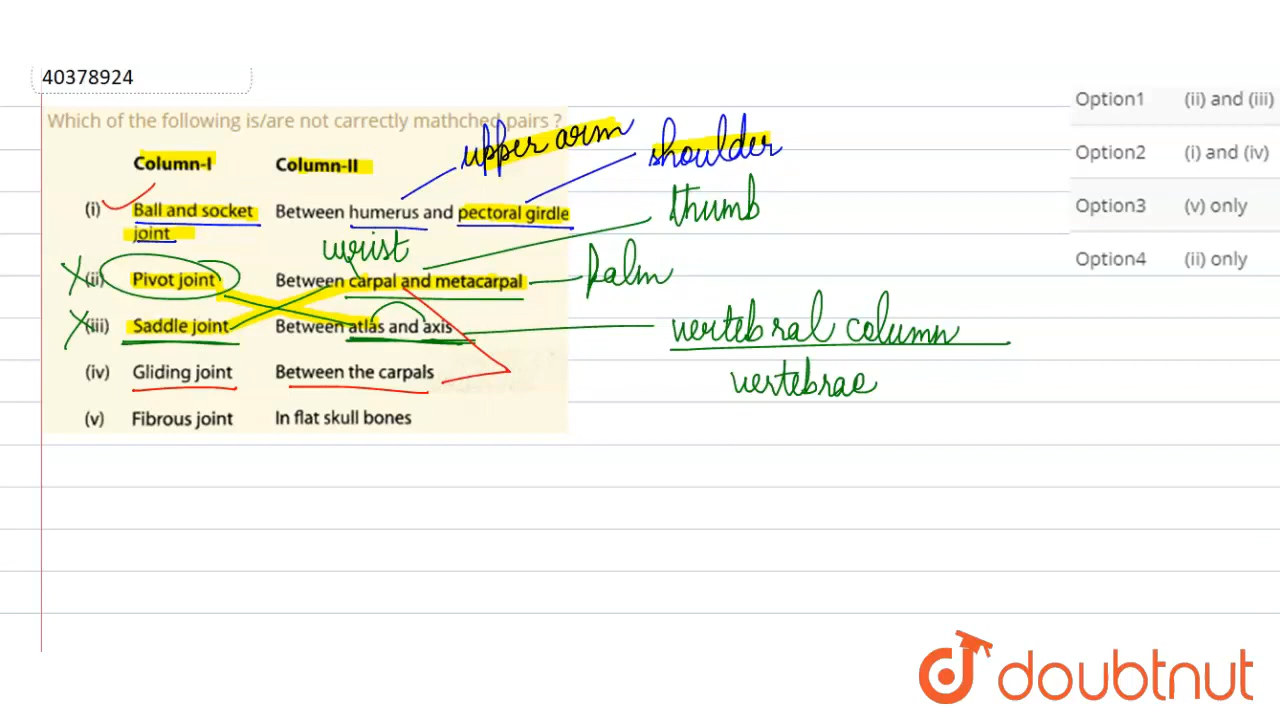 40378924
Which of the following is/are not carrectly mathched pairs ?
Column-I Column-II
upper arm shoulder
(i) Ball and socket joint Between humerus and pectoral girdle
thumb
wrist
(ii) Pivot joint Between carpal and metacarpal palm
(iii) Saddle joint Between atlas and axis vertebral column
vertebrae
(iv) Gliding joint Between the carpals
(v) Fibrous joint In flat skull bones
Option1 (ii) and (iii)
Option2 (i) and (iv)
Option3 (v) only
Option4 (ii) only
doubtnut